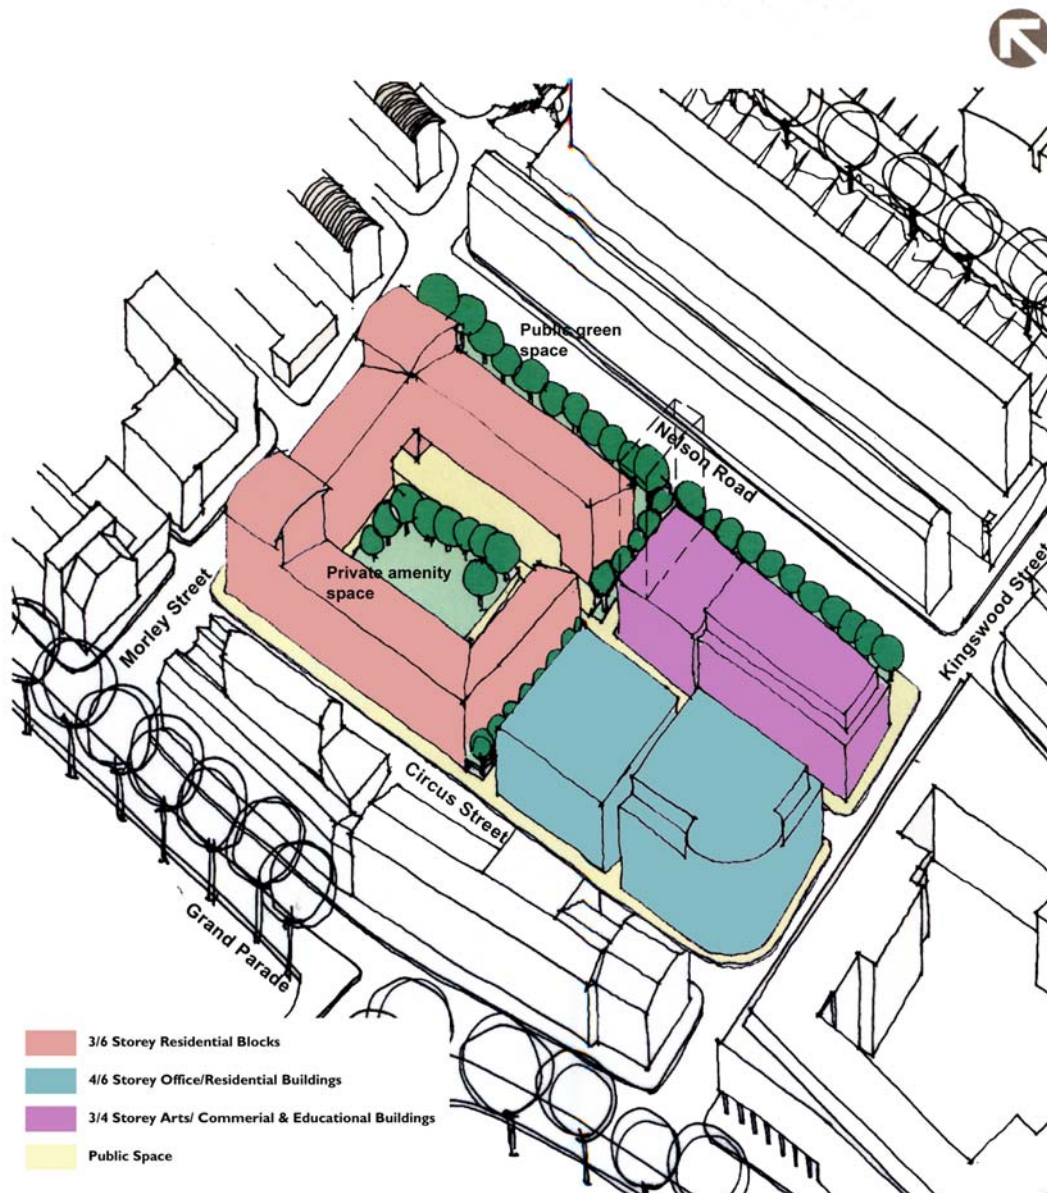 Public green
space
Nelson Road
Kingswood Street
Private amenity
space
Morley Street
Circus Street
Grand Parade
3/6 Storey Residential Blocks
4/6 Storey Office/Residential Buildings
3/4 Storey Arts/ Commerial & Educational Buildings
Public Space